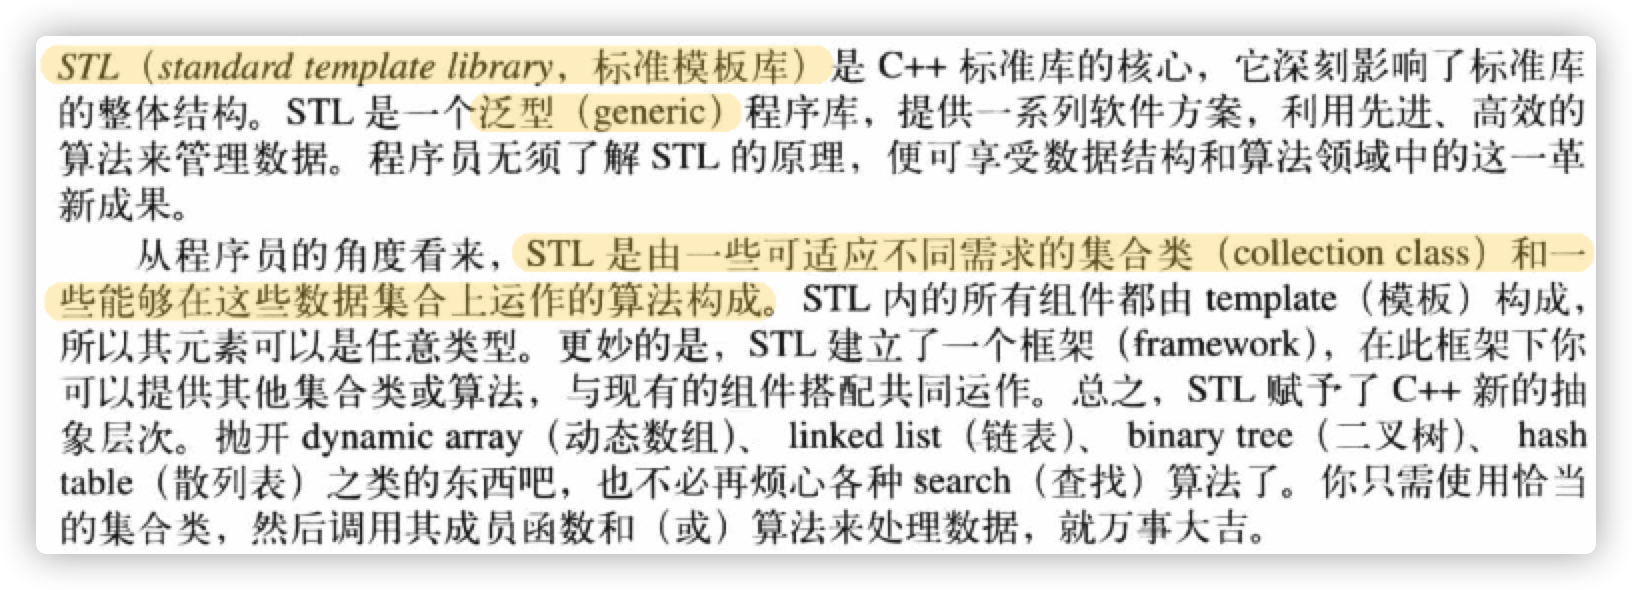 STL（standard template library，标准模板库）是 C++ 标准库的核心，它深刻影响了标准库
的整体结构。STL 是一个泛型（generic）程序库，提供一系列软件方案，利用先进、高效的
算法来管理数据。程序员无须了解 STL 的原理，便可享受数据结构和算法领域中的这一革
新成果。
从程序员的角度看来，STL 是由一些可适应不同需求的集合类（collection class）和一
些能够在这些数据集合上运作的算法构成。STL 内的所有组件都由 template（模板）构成，
所以其元素可以是任意类型。更妙的是，STL 建立了一个框架（framework），在此框架下你
可以提供其他集合类或算法，与现有的组件搭配共同运作。总之，STL 赋予了 C++ 新的抽
象层次。抛开 dynamic array（动态数组）、linked list（链表）、binary tree（二叉树）、hash
table（散列表）之类的东西吧，也不必再烦心各种 search（查找）算法了。你只需使用恰当
的集合类，然后调用其成员函数和（或）算法来处理数据，就万事大吉。